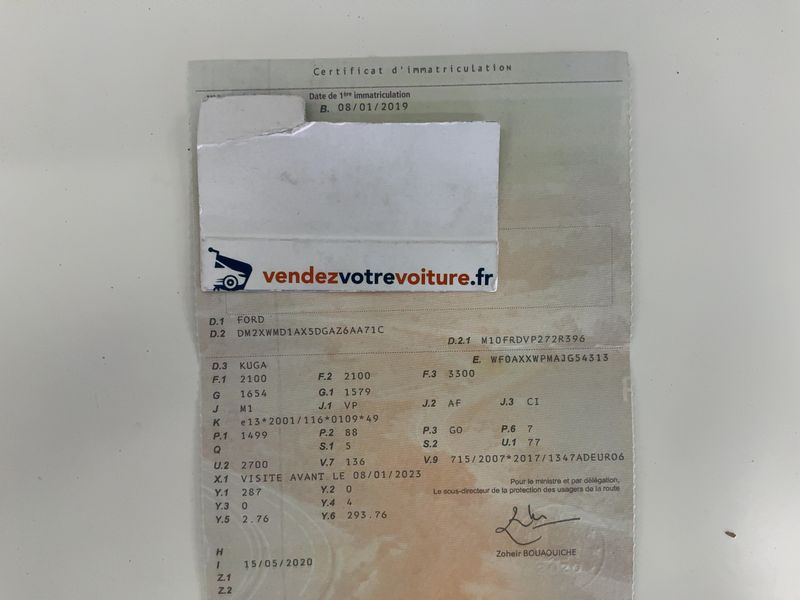 Certificat d'immatriculation
Date de 1ère immatriculation
B. 08/01/2019
vendezvotrevoiture.fr
D.1 FORD
D.2 DM2XWMD1AX5DGAZ6AA71C
D.2.1 M10FRDVP272R396
D.3 KUGA
E. WF0AXXWPMAJG54313
F.1 2100 F.2 2100 F.3 3300
G 1654 G.1 1579
J M1 J.1 VP J.2 AF J.3 CI
K e13*2001/116*0109*49
P.1 1499 P.2 88 P.3 GO P.6 7
Q S.1 5 S.2 U.1 77
U.2 2700 V.7 136 V.9 715/2007*2017/1347ADEURO6
X.1 VISITE AVANT LE 08/01/2023
Y.1 287 Y.2 0
Y.3 0 Y.4 4
Y.5 2.76 Y.6 293.76
Pour le ministre et par délégation,
Le sous-directeur de la protection des usagers de la route
Zoheir BOUAOUICHE
H
I 15/05/2020
Z.1
Z.2